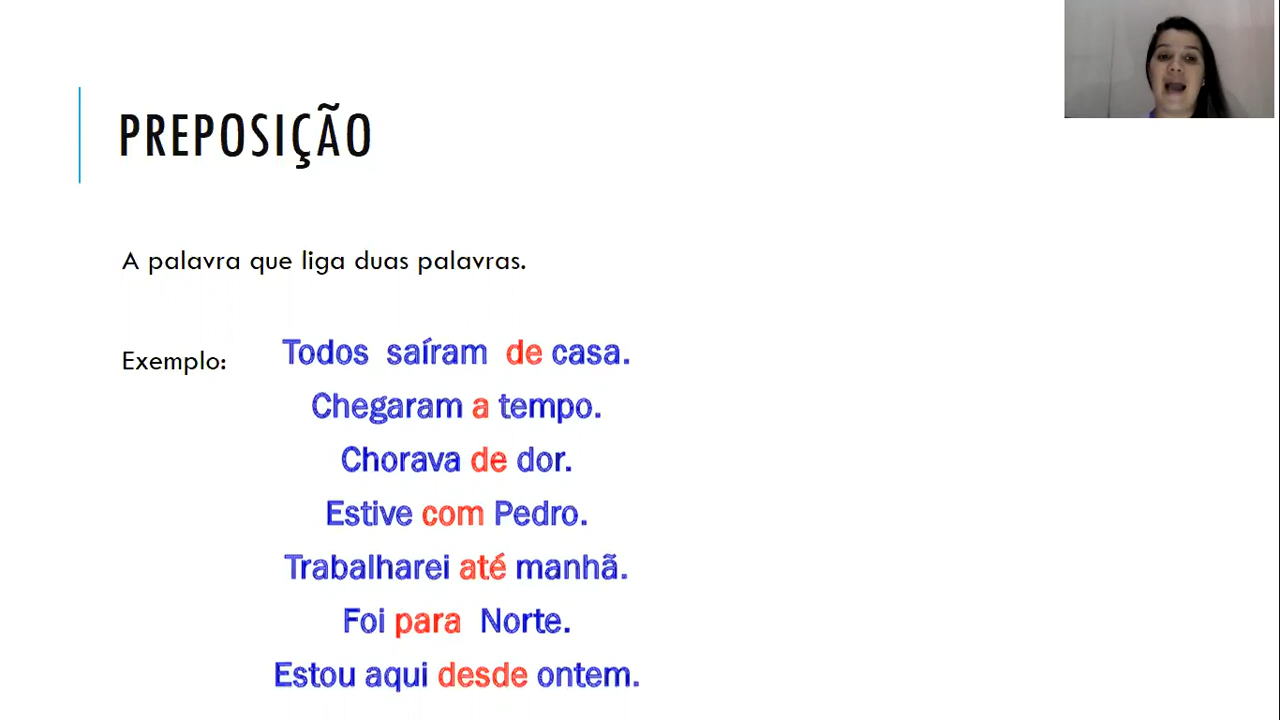 PREPOSIÇÃO
A palavra que liga duas palavras.
Exemplo:
Todos saíram de casa.
Chegaram a tempo.
Chorava de dor.
Estive com Pedro.
Trabalharei até manhã.
Foi para Norte.
Estou aqui desde ontem.